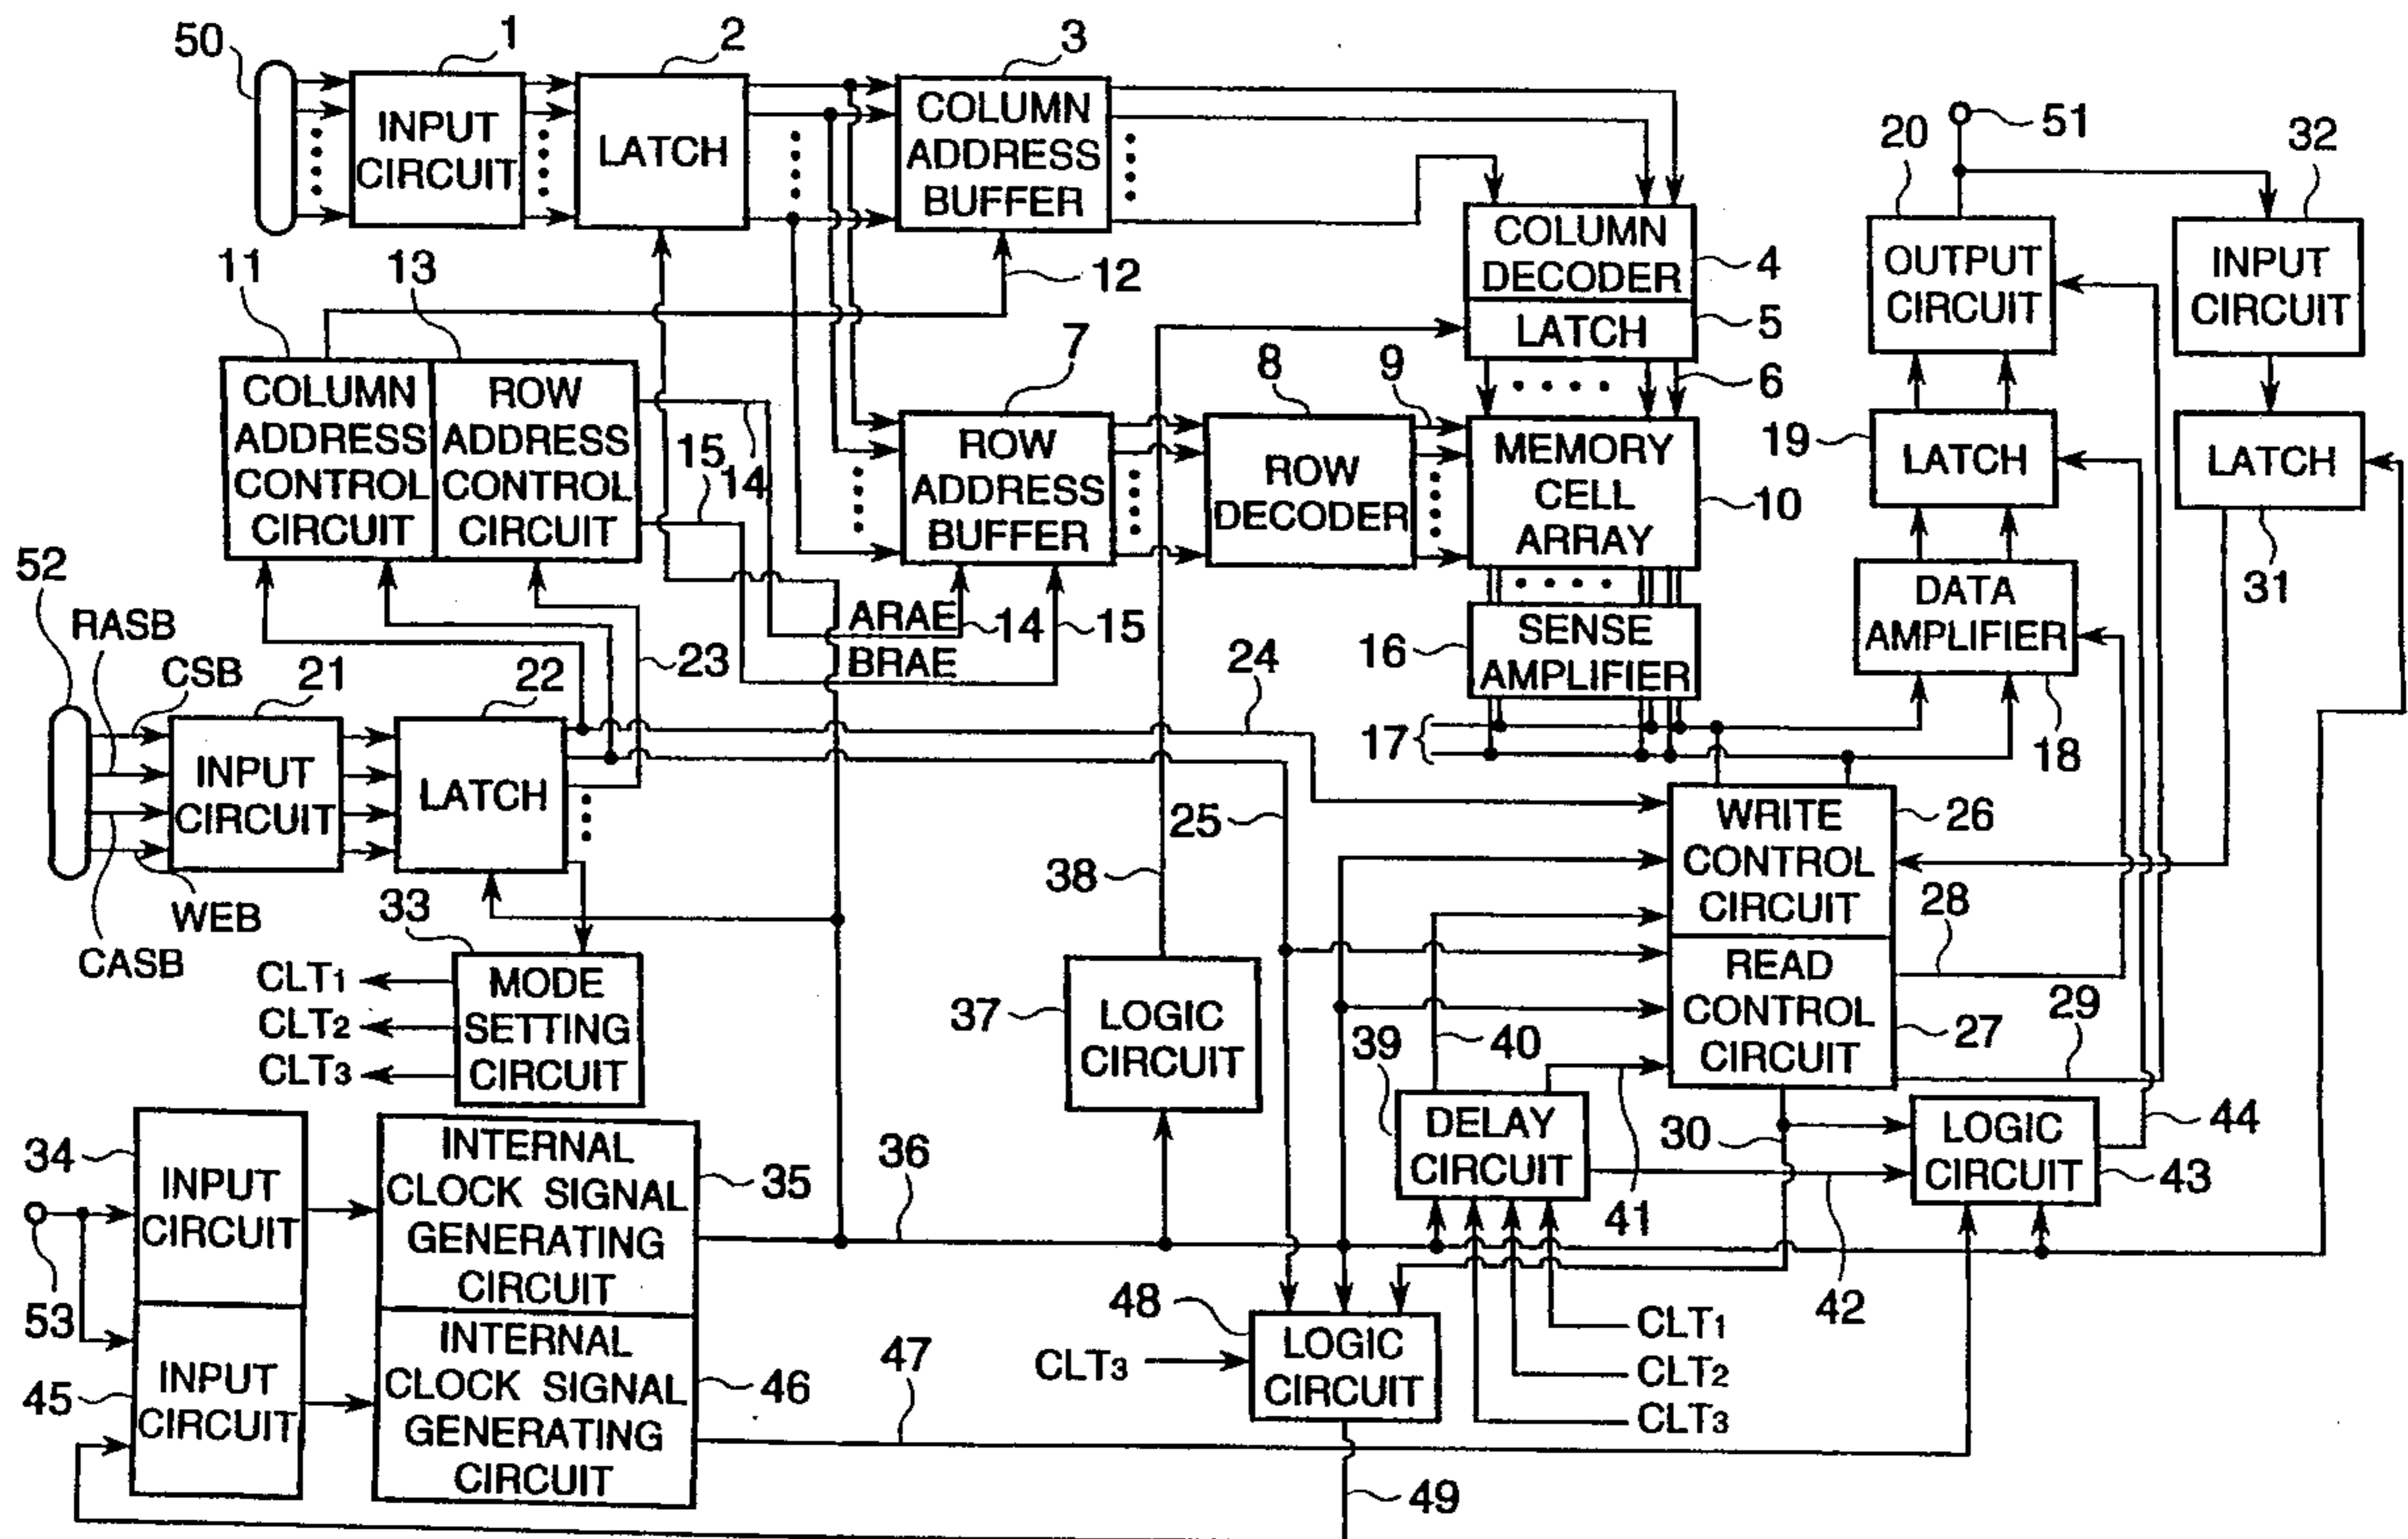 50
1
2
3
INPUT
CIRCUIT
LATCH
COLUMN
ADDRESS
BUFFER
51
20
32
11
13
12
COLUMN
DECODER
4
OUTPUT
CIRCUIT
INPUT
CIRCUIT
LATCH
5
7
8
9
6
COLUMN
ADDRESS
CONTROL
CIRCUIT
ROW
ADDRESS
CONTROL
CIRCUIT
15
14
14
15
ROW
ADDRESS
BUFFER
ROW
DECODER
MEMORY
CELL
ARRAY
10
19
LATCH
LATCH
31
52
RASB
CSB
21
22
23
ARAE
14
15
BRAE
16
SENSE
AMPLIFIER
24
DATA
AMPLIFIER
18
17
INPUT
CIRCUIT
LATCH
25
WRITE
CONTROL
CIRCUIT
26
WEB
CASB
33
38
28
CLT1
CLT2
CLT3
MODE
SETTING
CIRCUIT
37
LOGIC
CIRCUIT
39
40
READ
CONTROL
CIRCUIT
27
29
34
INPUT
CIRCUIT
INTERNAL
CLOCK SIGNAL
GENERATING
CIRCUIT
35
36
DELAY
CIRCUIT
41
30
LOGIC
CIRCUIT
43
44
42
53
45
INPUT
CIRCUIT
INTERNAL
CLOCK SIGNAL
GENERATING
CIRCUIT
46
47
48
CLT3
LOGIC
CIRCUIT
CLT1
CLT2
CLT3
49